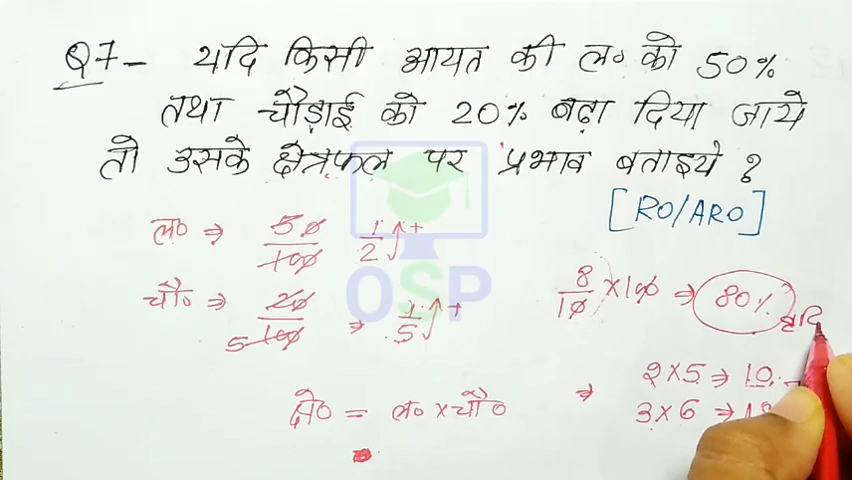 Q7- यदि किसी आयत की ल० को 50%
तथा चौड़ाई को 20% बढ़ा दिया जाये
तो उसके क्षेत्रफल पर प्रभाव बताइये ?
[RO/ARO]
ल० ⇒ 50/100 1/2↑+
चौ० ⇒ 20/100 5 ⇒ 1/5↑+
8/10 × 100 ⇒ 80%
वृदि
OSP
क्षे० = ल० × चौ०
⇒ 2 × 5 ⇒ 10
3 × 6 ⇒